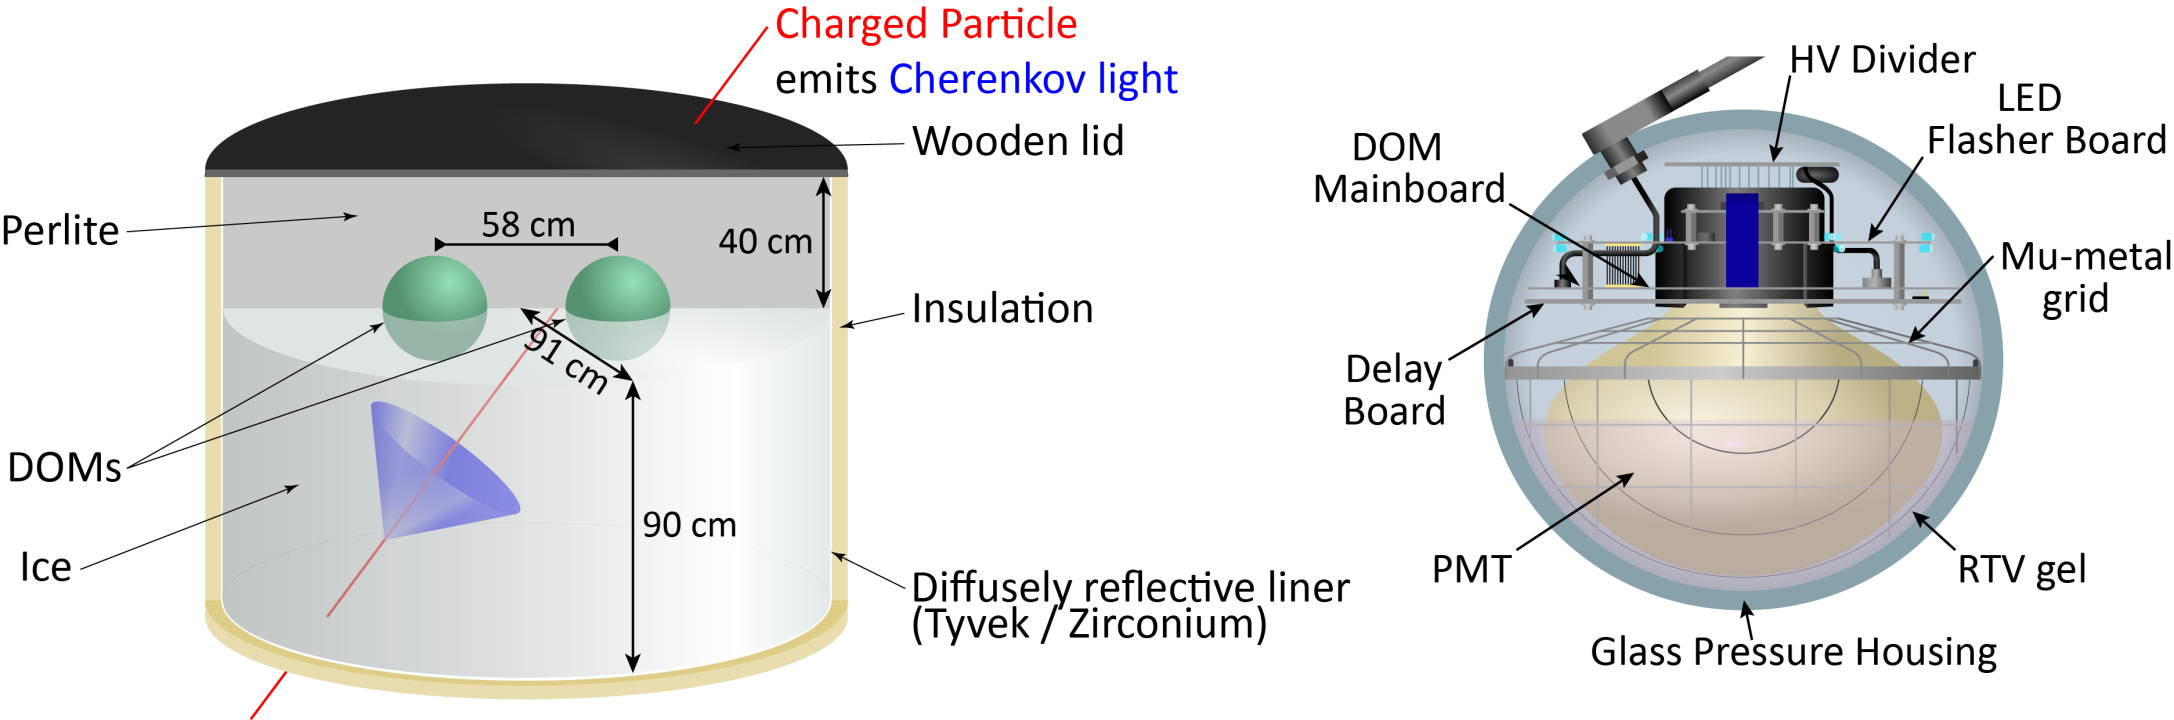 Charged Particle
emits Cherenkov light
Wooden lid
Perlite
58 cm
40 cm
Insulation
91 cm
DOMs
90 cm
Ice
Diffusely reflective liner
(Tyvek / Zirconium)
HV Divider
LED
Flasher Board
DOM
Mainboard
Mu-metal
grid
Delay
Board
PMT
RTV gel
Glass Pressure Housing